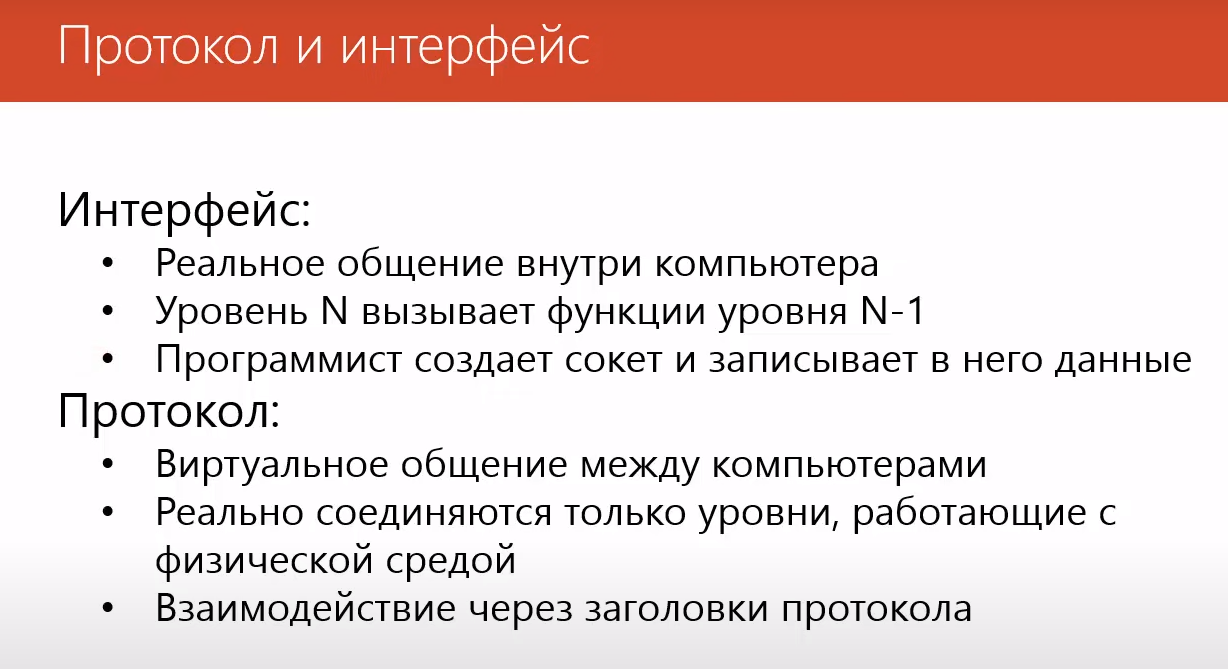 Протокол и интерфейс
Интерфейс:
• Реальное общение внутри компьютера
• Уровень N вызывает функции уровня N-1
• Программист создает сокет и записывает в него данные
Протокол:
• Виртуальное общение между компьютерами
• Реально соединяются только уровни, работающие с
физической средой
• Взаимодействие через заголовки протокола